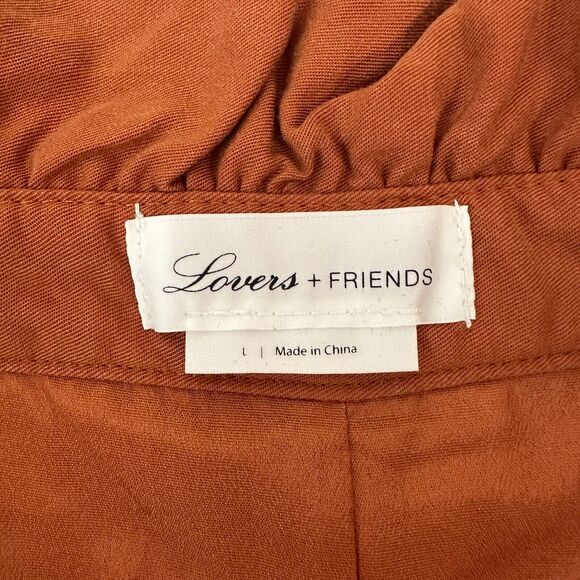 Lovers + FRIENDS
L | Made in China